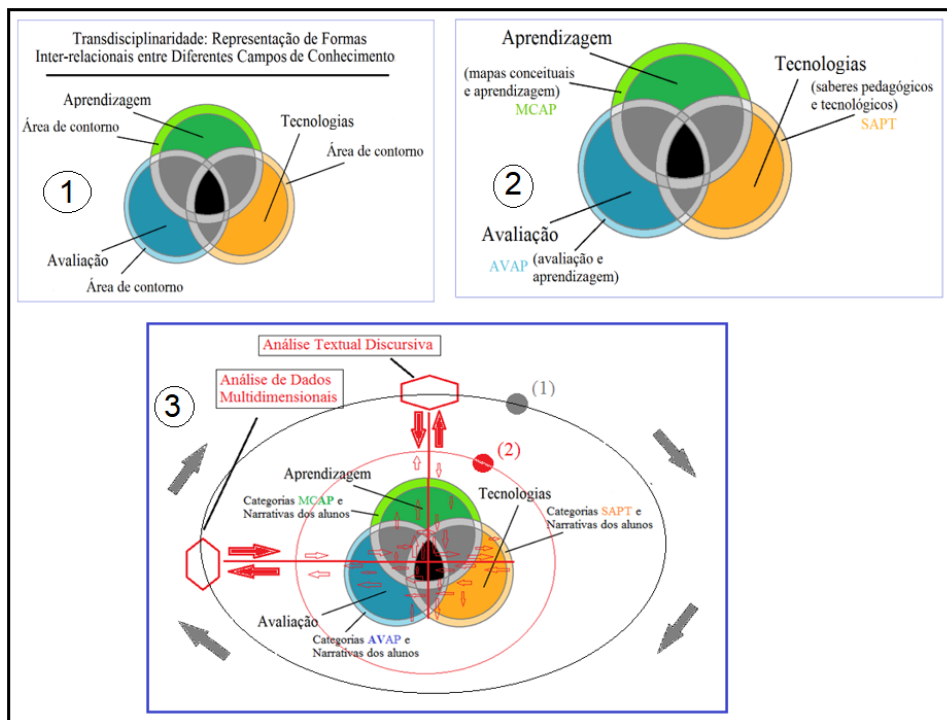 Transdisciplinaridade: Representação de Formas
Inter-relacionais entre Diferentes Campos de Conhecimento
Aprendizagem
Área de contorno
Tecnologias
Área de contorno
1
Avaliação
Área de contorno
Aprendizagem
(mapas conceituais
e aprendizagem)
MCAP
Tecnologias
(saberes pedagógicos
e tecnológicos)
SAPT
2
Avaliação
AVAP (avaliação e
aprendizagem)
Análise Textual Discursiva
Análise de Dados
Multidimensionais
3
(1)
(2)
Aprendizagem
Categorias MCAP e
Narrativas dos alunos
Tecnologias
Categorias SAPT e
Narrativas dos alunos
Avaliação
Categorias AVAP e
Narrativas dos alunos